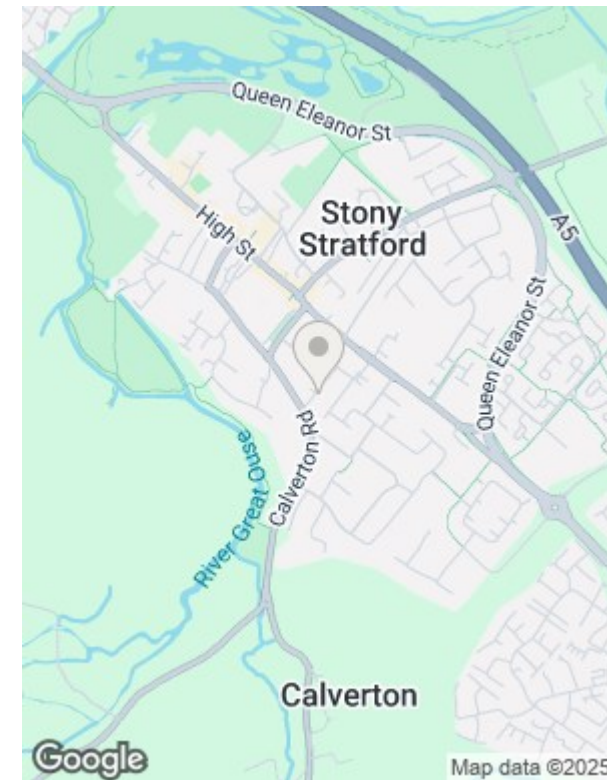 Queen Eleanor St
High St
Stony
Stratford
A5
Queen Eleanor St
Calverton Rd
River Great Ouse
Calverton
Google
Map data ©2025